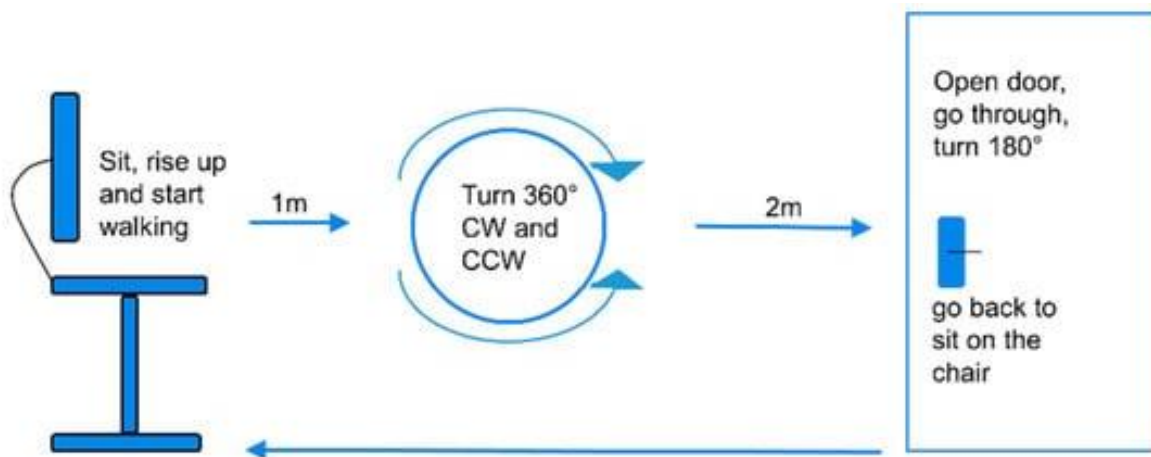 Sit, rise up
and start
walking
1m
Turn 360°
CW and
CCW
2m
Open door,
go through,
turn 180°
go back to
sit on the
chair